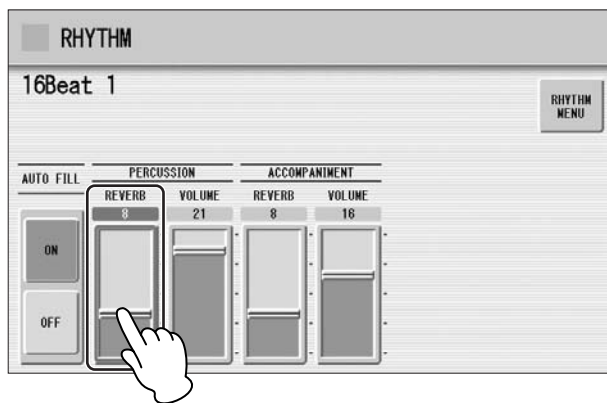 RHYTHM
16Beat 1
RHYTHM
MENU
AUTO FILL
PERCUSSION
ACCOMPANIMENT
REVERB
VOLUME
REVERB
VOLUME
8
21
8
16
ON
OFF